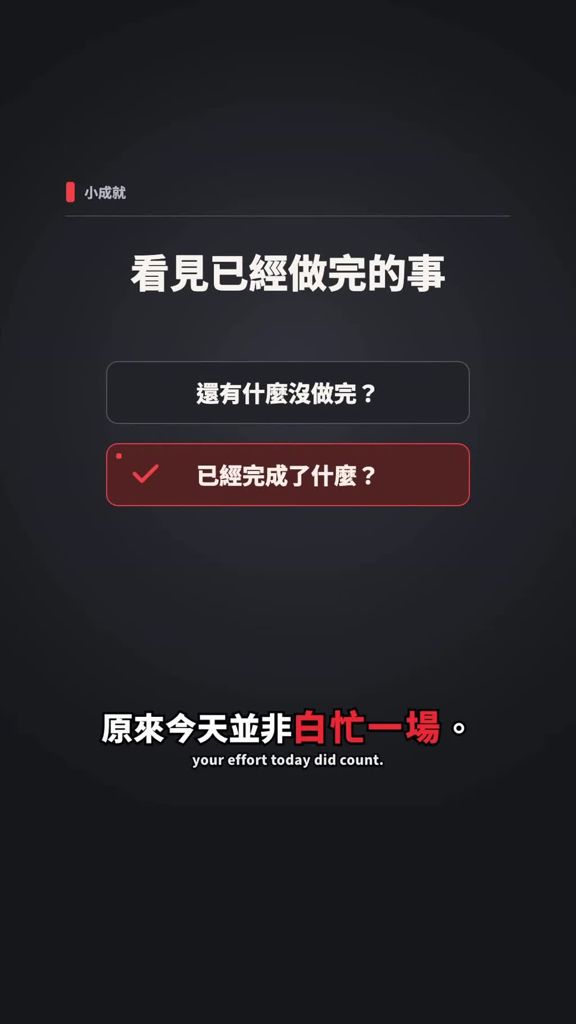 小成就
看見已經做完的事
還有什麼沒做完？
已經完成了什麼？
原來今天並非白忙一場。
your effort today did count.